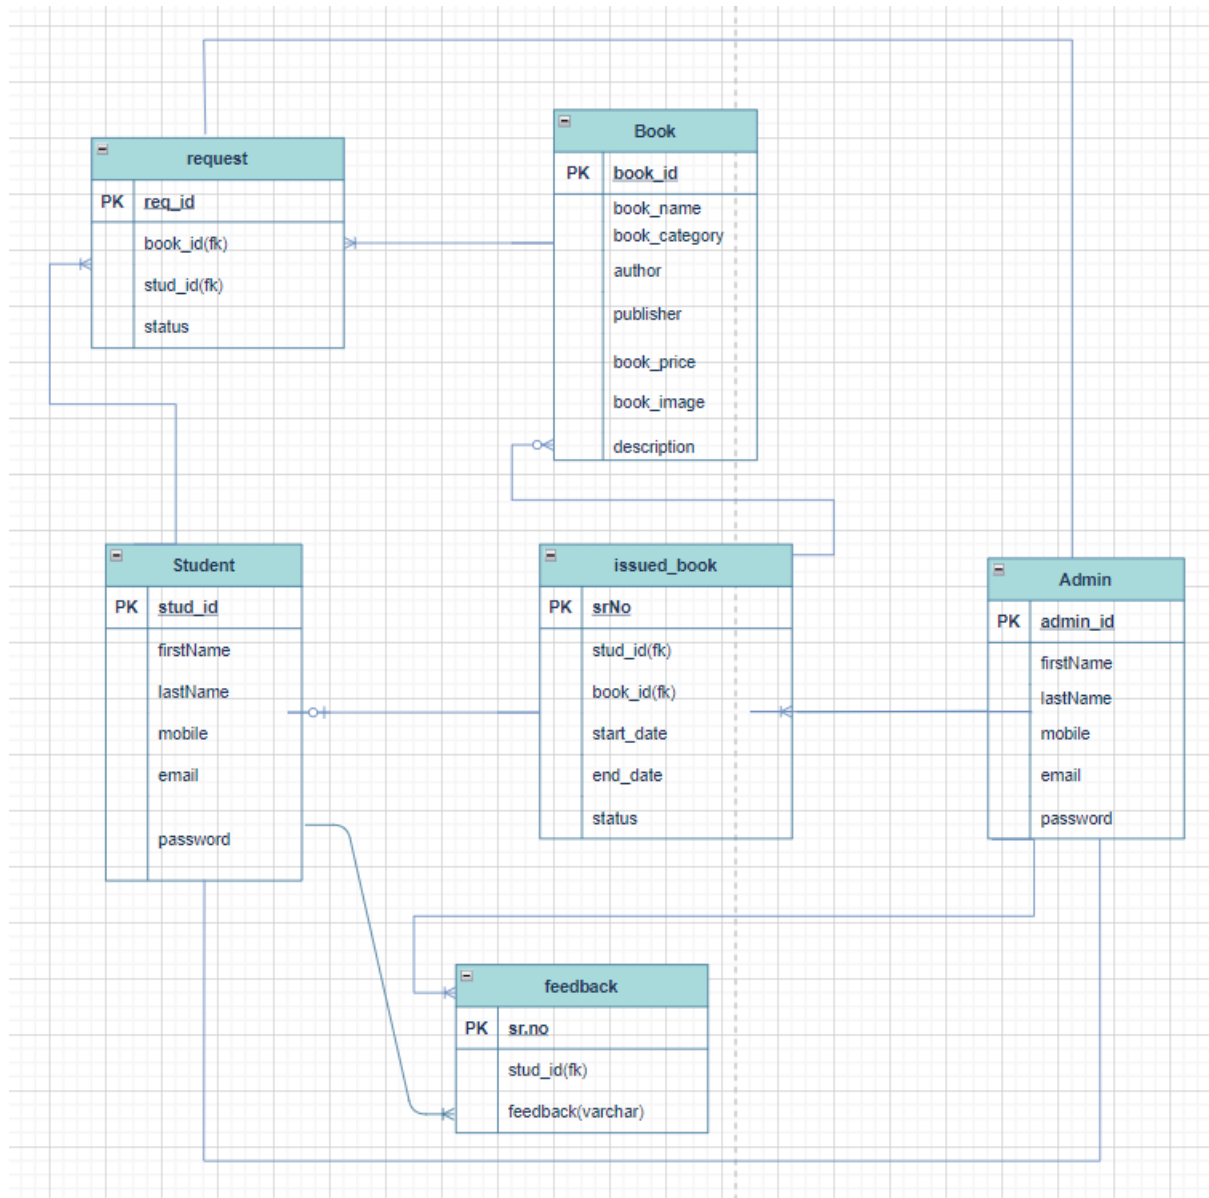 request
PK req_id
book_id(fk)
stud_id(fk)
status
Book
PK book_id
book_name
book_category
author
publisher
book_price
book_image
description
Student
PK stud_id
firstName
lastName
mobile
email
password
issued_book
PK srNo
stud_id(fk)
book_id(fk)
start_date
end_date
status
Admin
PK admin_id
firstName
lastName
mobile
email
password
feedback
PK sr.no
stud_id(fk)
feedback(varchar)